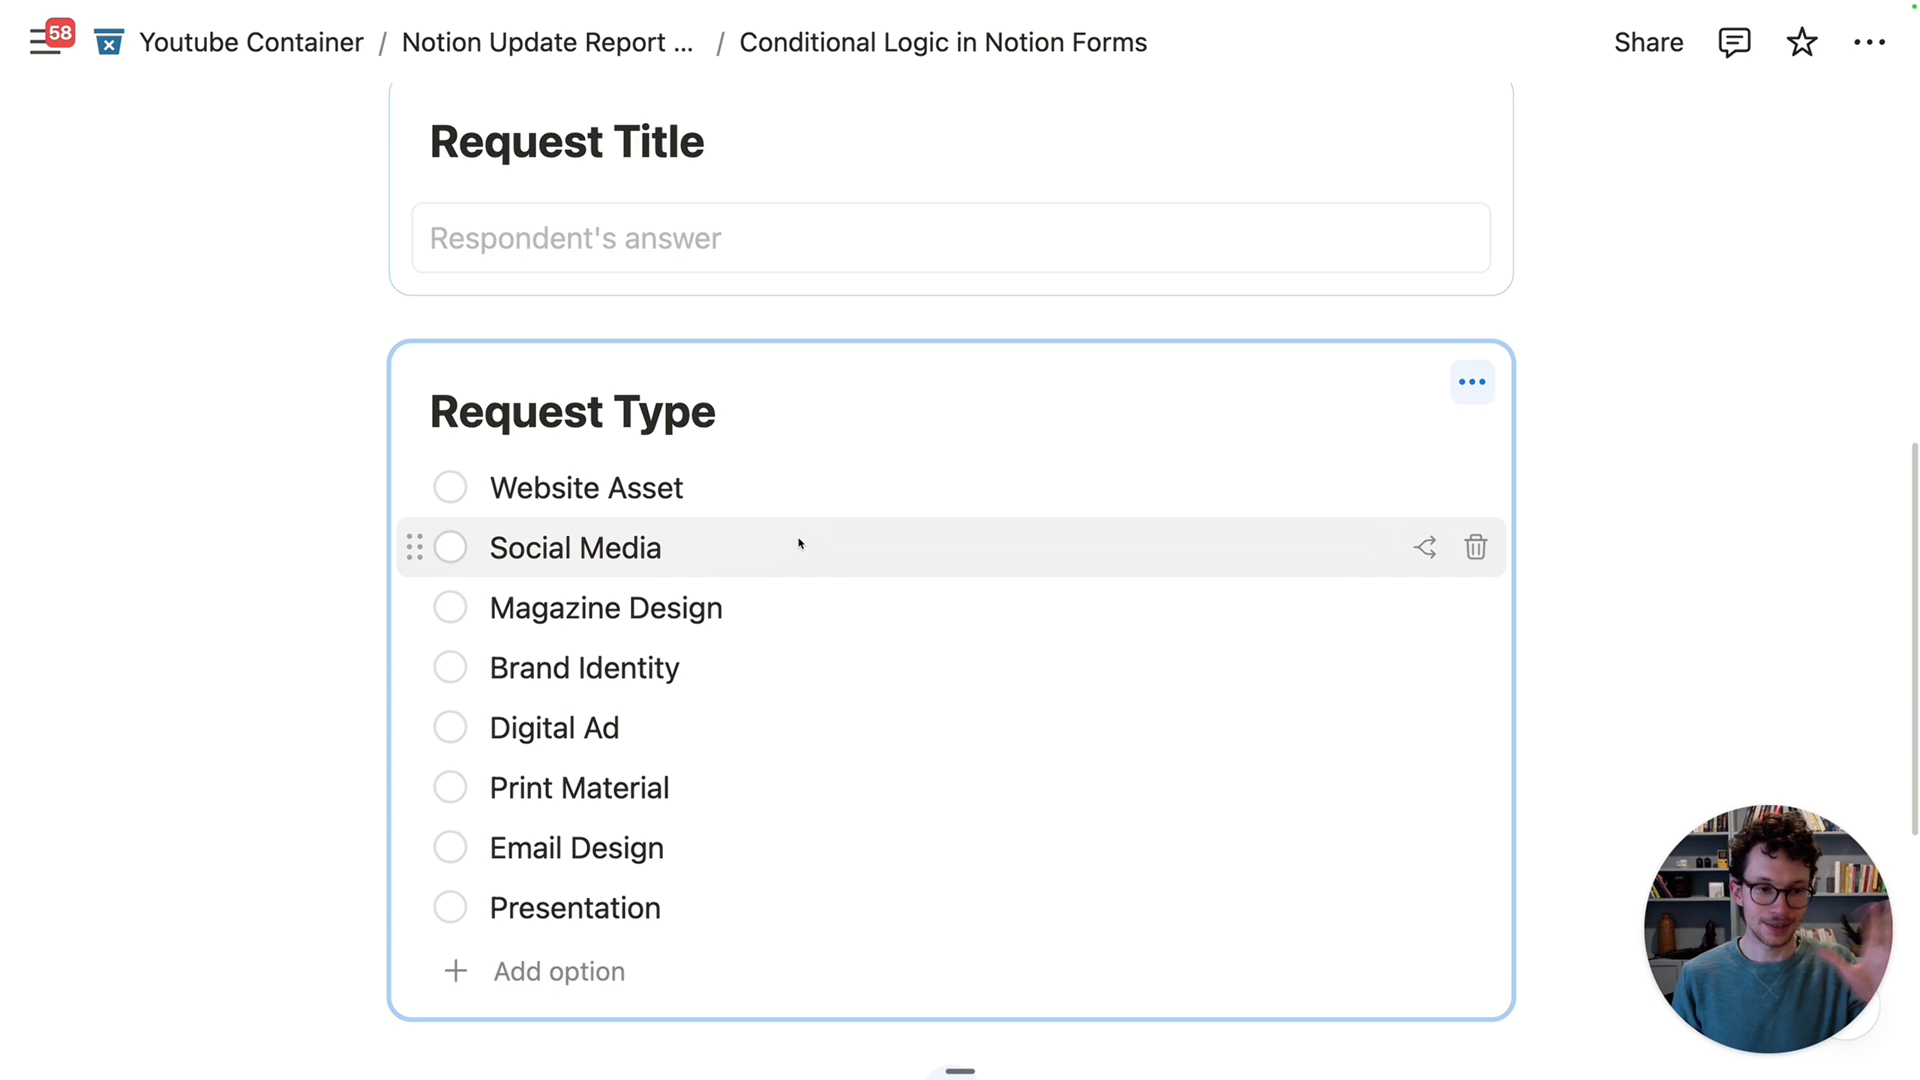 58
Youtube Container / Notion Update Report ... / Conditional Logic in Notion Forms
Share
Request Title
Respondent's answer
Request Type
Website Asset
Social Media
Magazine Design
Brand Identity
Digital Ad
Print Material
Email Design
Presentation
Add option